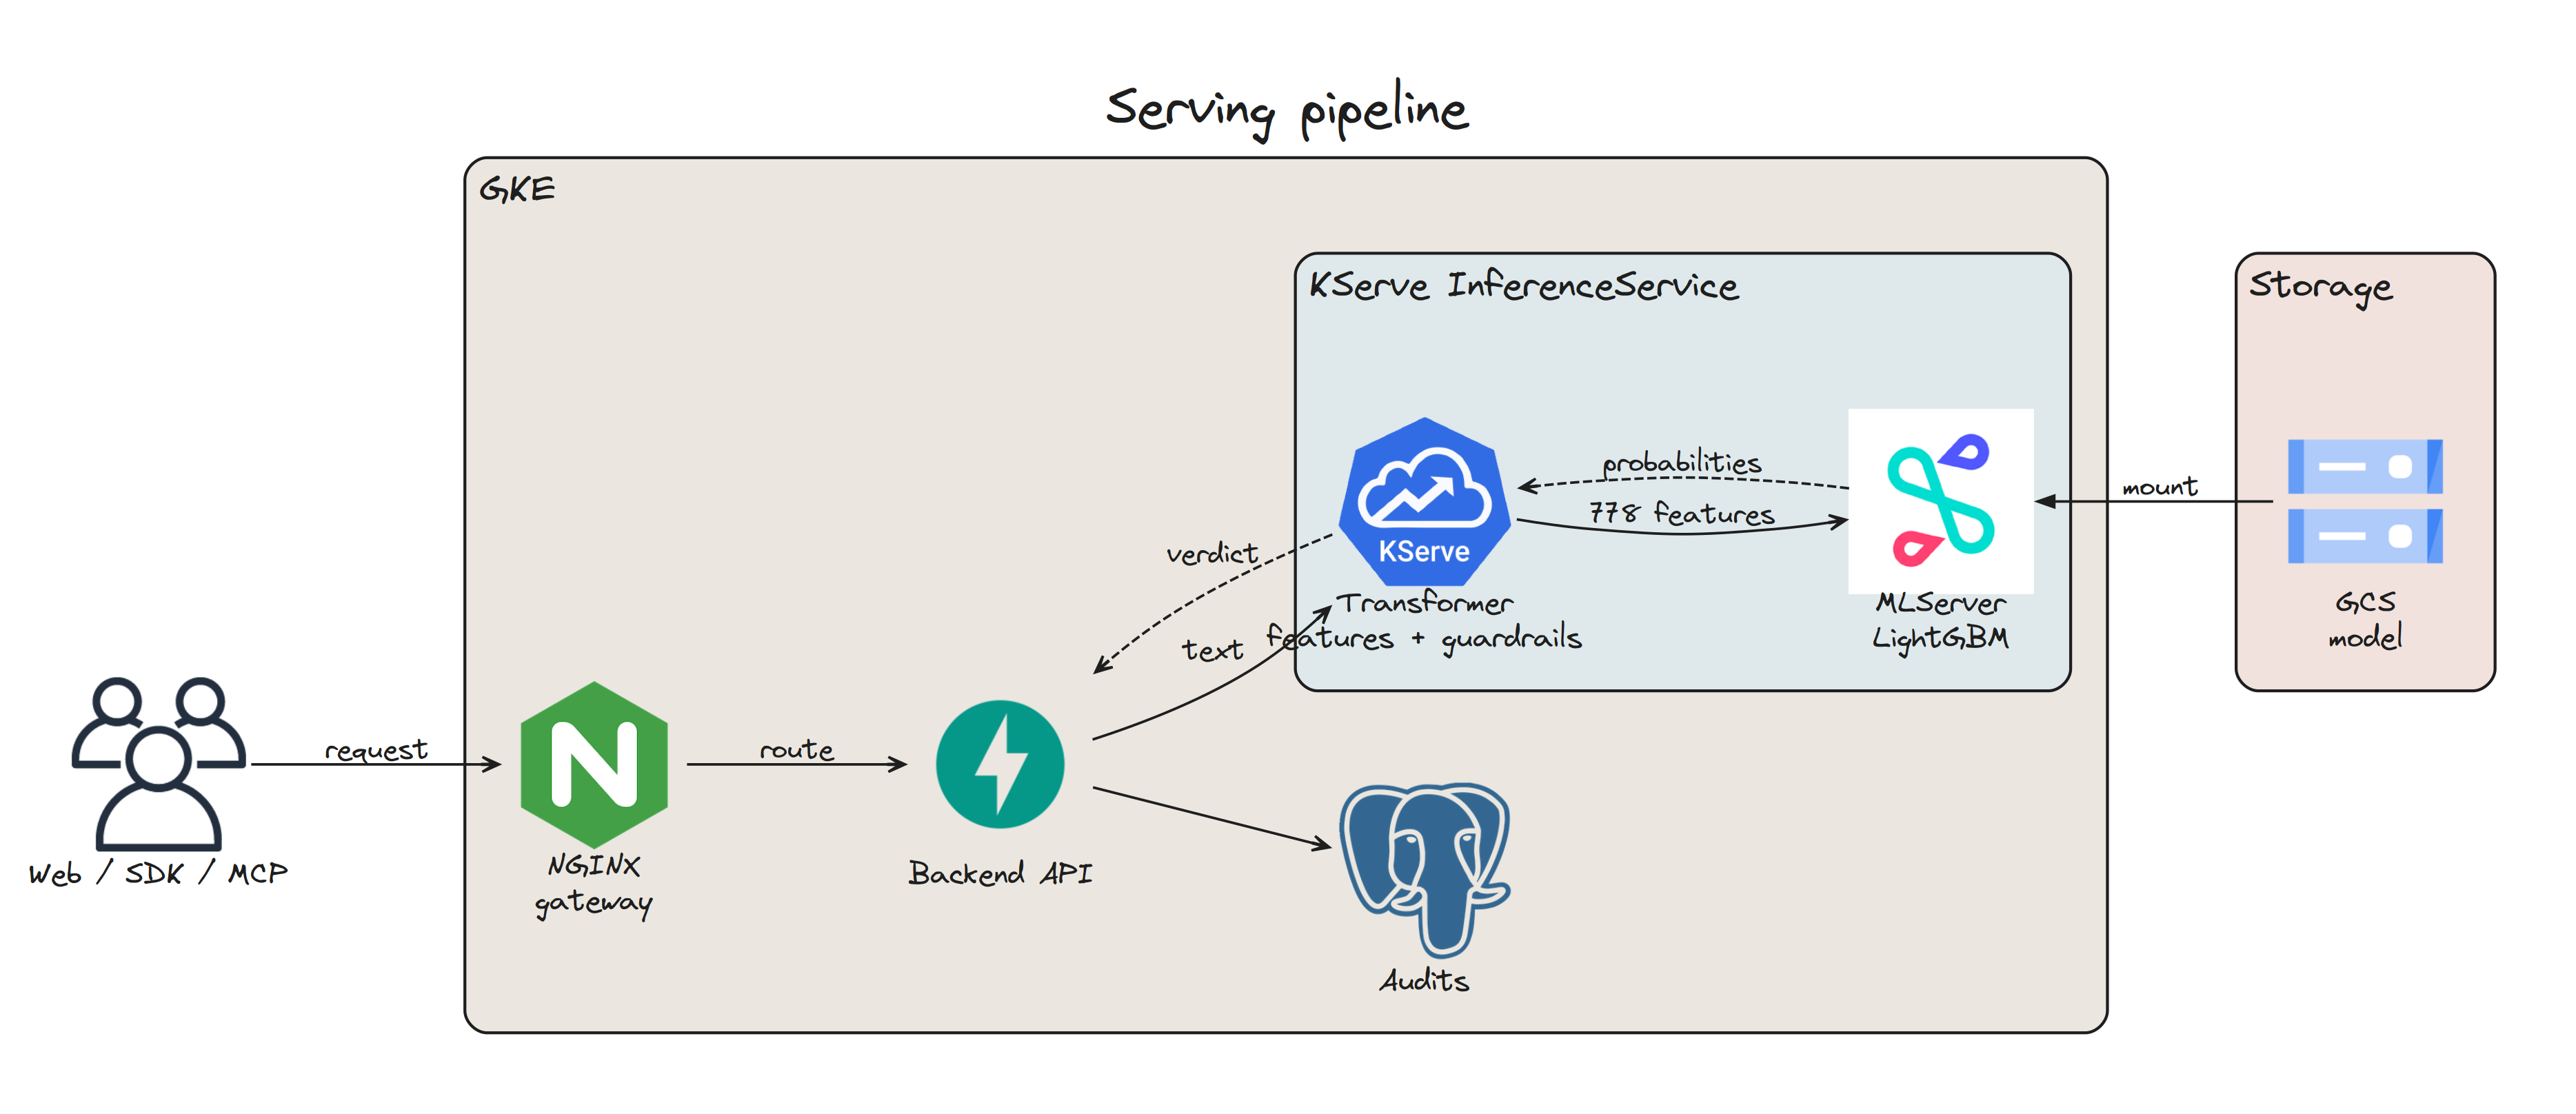 Serving pipeline
GKE
KServe InferenceService
Storage
probabilities
mount
778 features
KServe
verdict
Transformer
features + guardrails
MLServer
LightGBM
GCS
model
text
request
route
NGINX
gateway
Web / SDK / MCP
Backend API
Audits